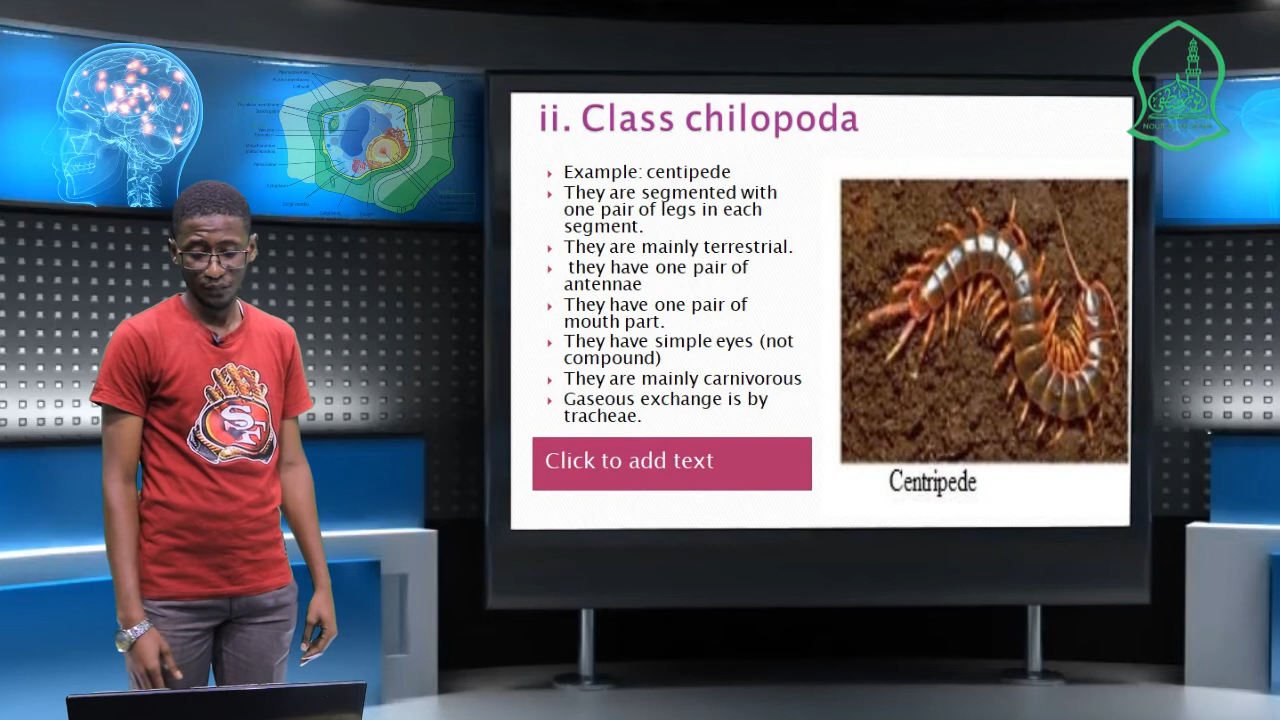 ii. Class chilopoda
Example: centipede
They are segmented with
one pair of legs in each
segment.
They are mainly terrestrial.
they have one pair of
antennae
They have one pair of
mouth part.
They have simple eyes (not
compound)
They are mainly carnivorous
Gaseous exchange is by
tracheae.
Click to add text
Centripede
SF